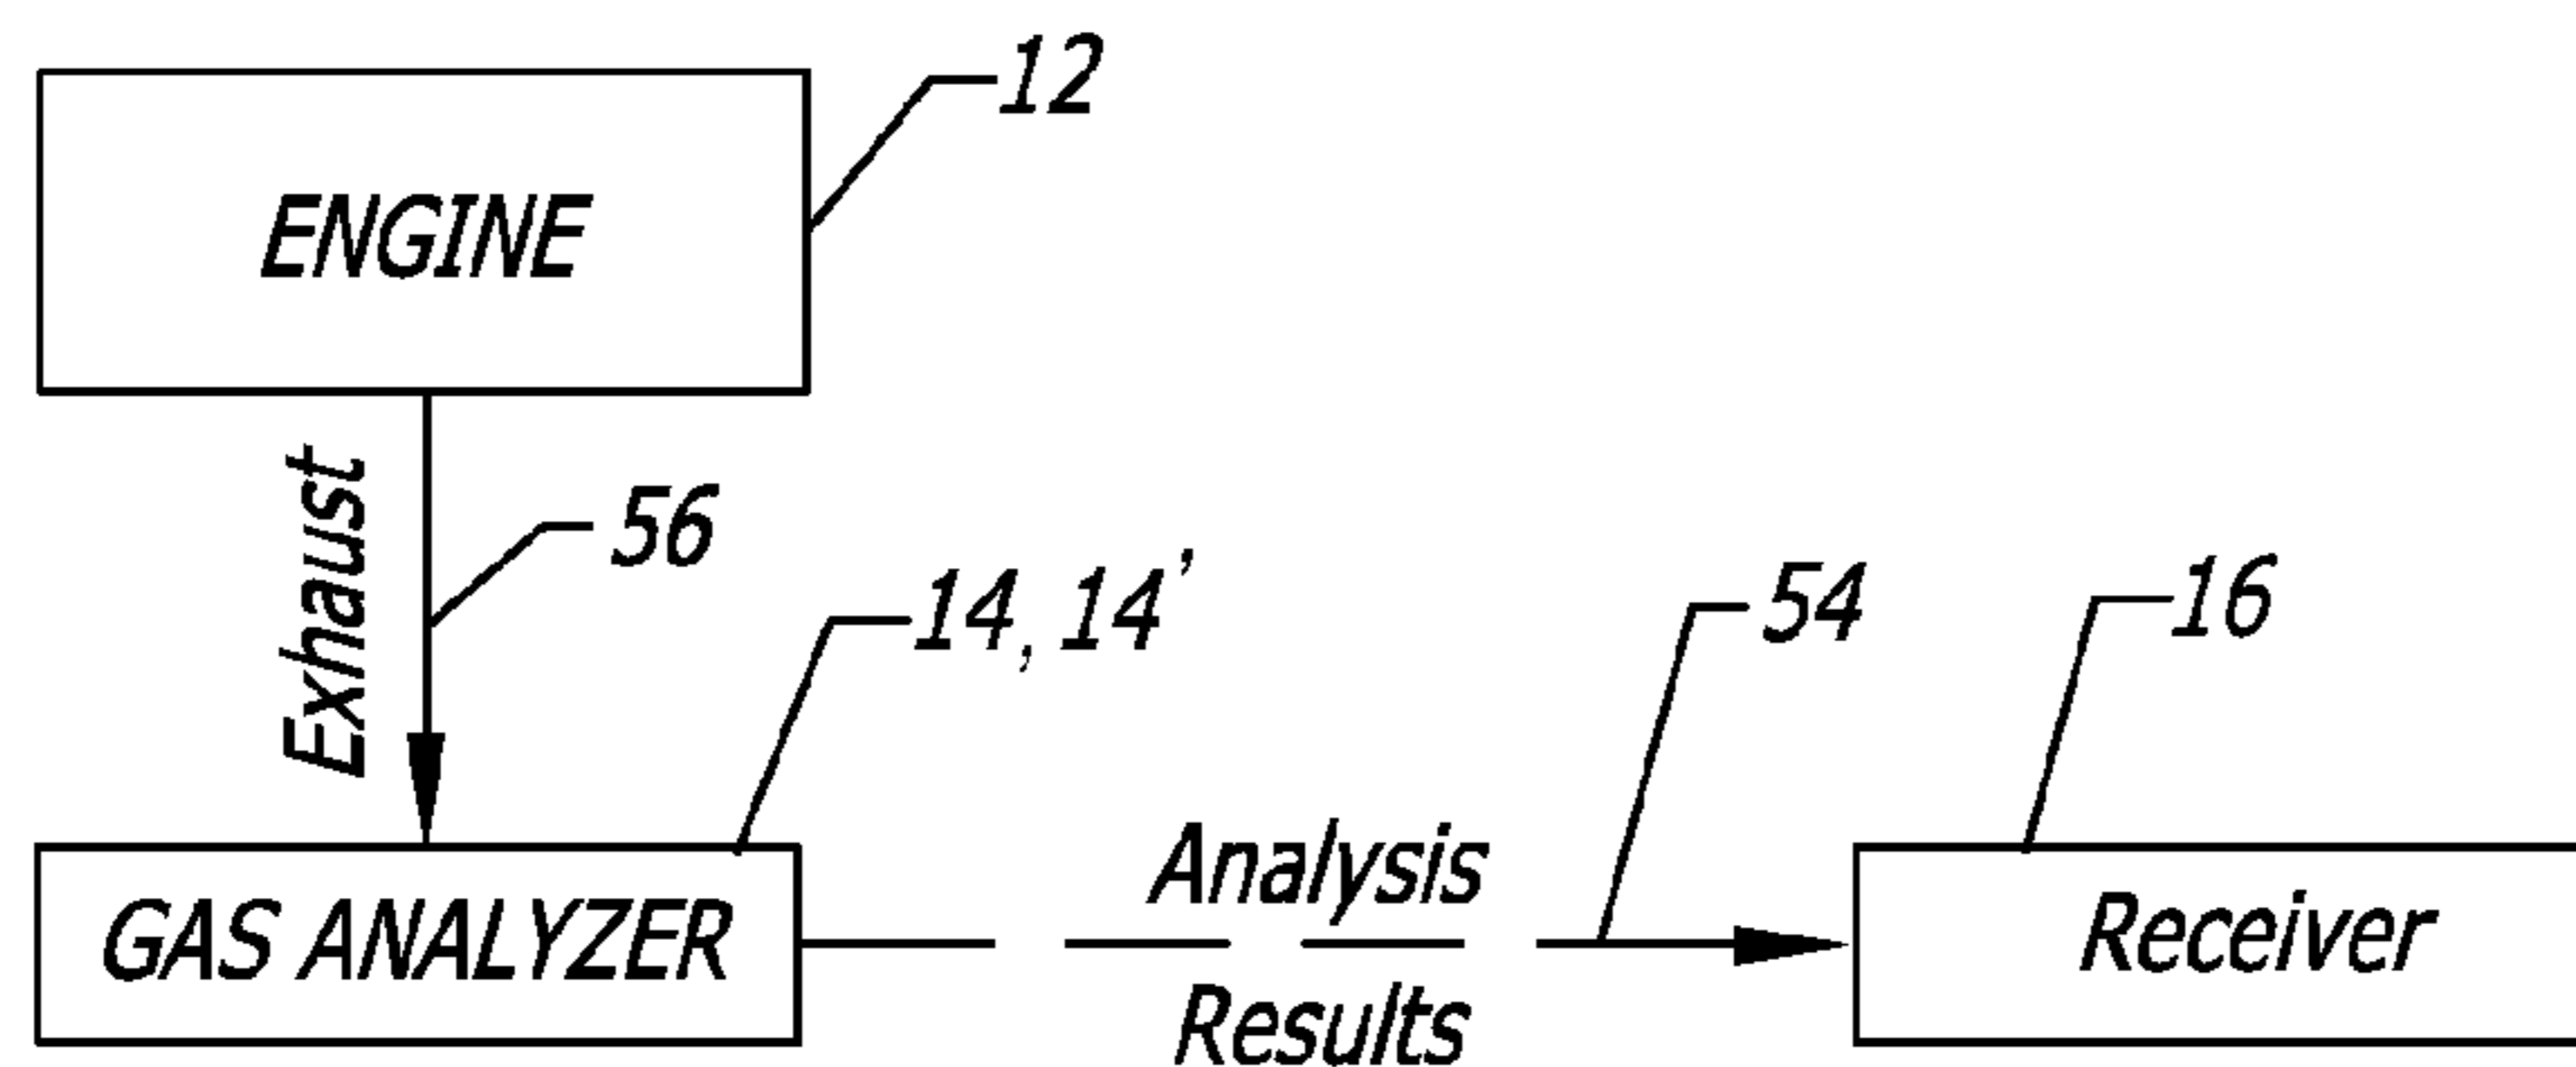 12
ENGINE
Exhaust
56
14, 14'
54
16
GAS ANALYZER
Analysis
Results
Receiver